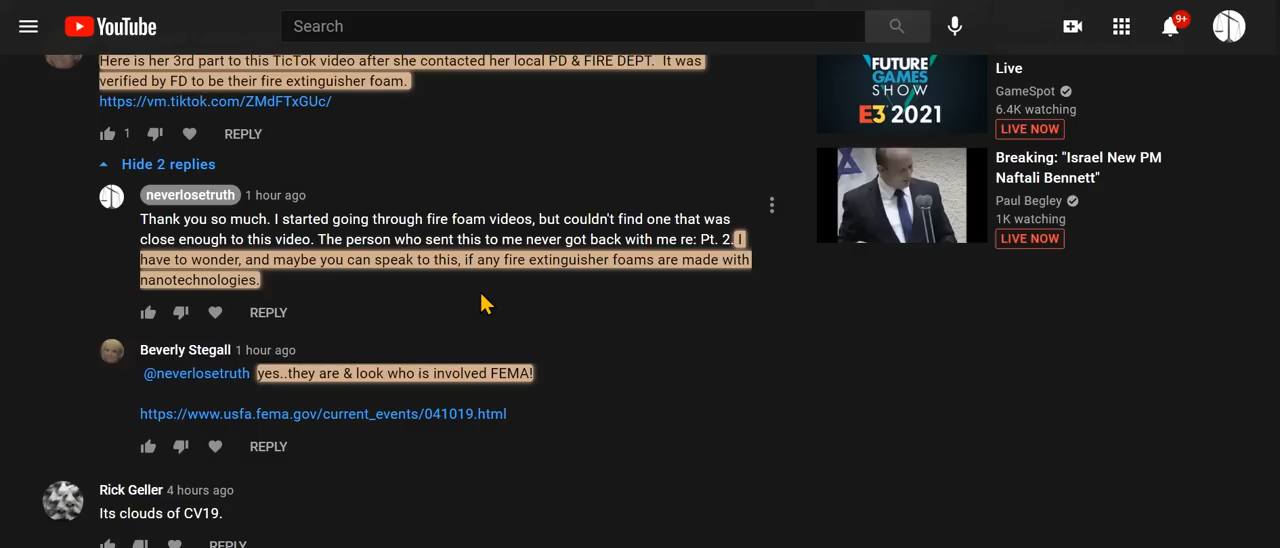 YouTube
Search
9+
Here is her 3rd part to this TicTok video after she contacted her local PD & FIRE DEPT. It was
verified by FD to be their fire extinguisher foam.
https://vm.tiktok.com/ZMdFTxGUc/
1
REPLY
Hide 2 replies
neverlosetruth 1 hour ago
Thank you so much. I started going through fire foam videos, but couldn't find one that was
close enough to this video. The person who sent this to me never got back with me re: Pt. 2. I
have to wonder, and maybe you can speak to this, if any fire extinguisher foams are made with
nanotechnologies.
REPLY
Beverly Stegall 1 hour ago
@neverlosetruth yes..they are & look who is involved FEMA!
https://www.usfa.fema.gov/current_events/041019.html
REPLY
Rick Geller 4 hours ago
Its clouds of CV19.
REPLY
FUTURE
GAMES
SHOW
E3 2021
Live
GameSpot
6.4K watching
LIVE NOW
Breaking: "Israel New PM
Naftali Bennett"
Paul Begley
1K watching
LIVE NOW